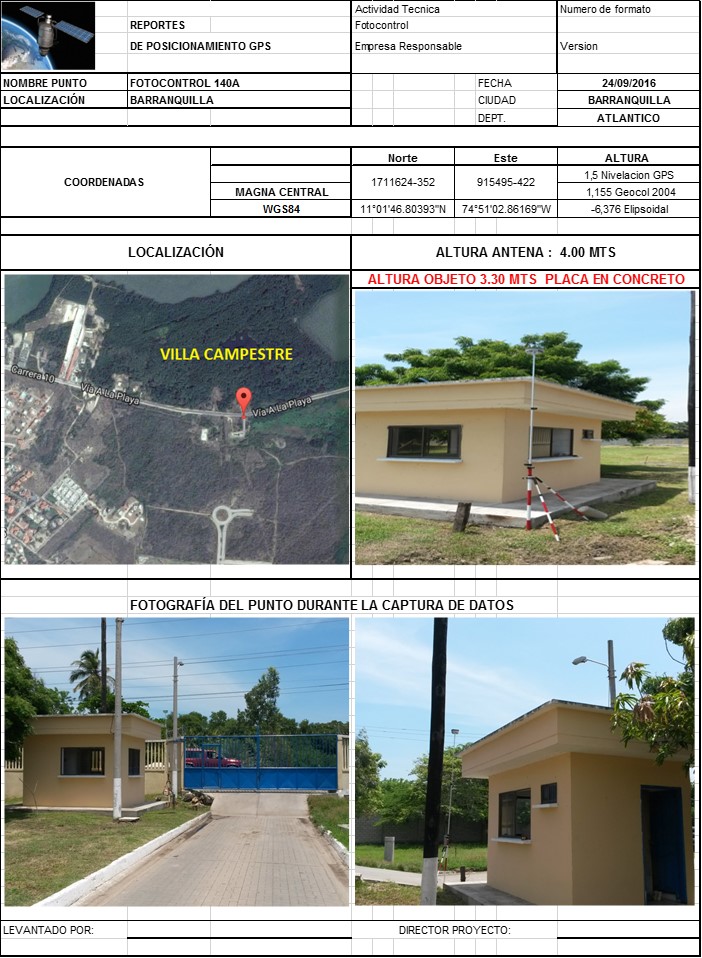 Actividad Tecnica
Numero de formato
REPORTES
Fotocontrol
DE POSICIONAMIENTO GPS
Empresa Responsable
Version
NOMBRE PUNTO
FOTOCONTROL 140A
FECHA
24/09/2016
LOCALIZACIÓN
BARRANQUILLA
CIUDAD
BARRANQUILLA
DEPT.
ATLANTICO
COORDENADAS
Norte
Este
ALTURA
1711624-352
915495-422
1,5 Nivelacion GPS
MAGNA CENTRAL
1,155 Geocol 2004
WGS84
11°01'46.80393"N
74°51'02.86169"W
-6,376 Elipsoidal
LOCALIZACIÓN
ALTURA ANTENA : 4.00 MTS
ALTURA OBJETO 3.30 MTS PLACA EN CONCRETO
VILLA CAMPESTRE
Carrera 10
Vía A La Playa
Vía A La Playa
FOTOGRAFÍA DEL PUNTO DURANTE LA CAPTURA DE DATOS
LEVANTADO POR:
DIRECTOR PROYECTO: